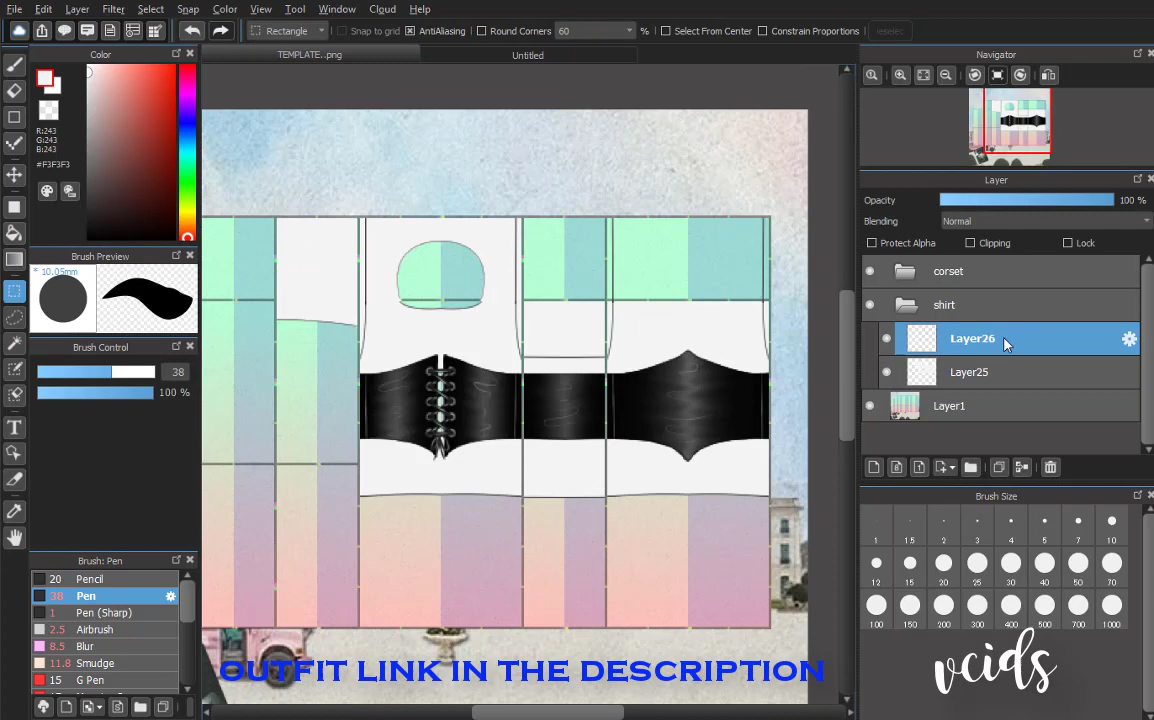 File Edit Layer Select Snap Color View Tool Window Cloud Help
Rectangle Snap to grid AntiAliasing Round Corners 60 % Select From Center Constrain Proportions
Color TEMPLATE..png Untitled Navigator
R:243
G:243
B:243
#F3F3F3
Layer
Opacity 100 %
Blending Normal
Protect Alpha Clipping Lock
Brush Preview
* 10.05mm
corset
shirt
Brush Control
38
100 %
Layer26
Layer25
Layer1
Brush Size
1 1.5 2 3 4 5 7 10
12 15 20 25 30 40 50 70
100 150 200 300 400 500 700 1000
Brush: Pen
20 Pencil
38 Pen
1 Pen (Sharp)
2.5 Airbrush
8.5 Blur
11.8 Smudge
15 G Pen
OUTFIT LINK IN THE DESCRIPTION
vcids